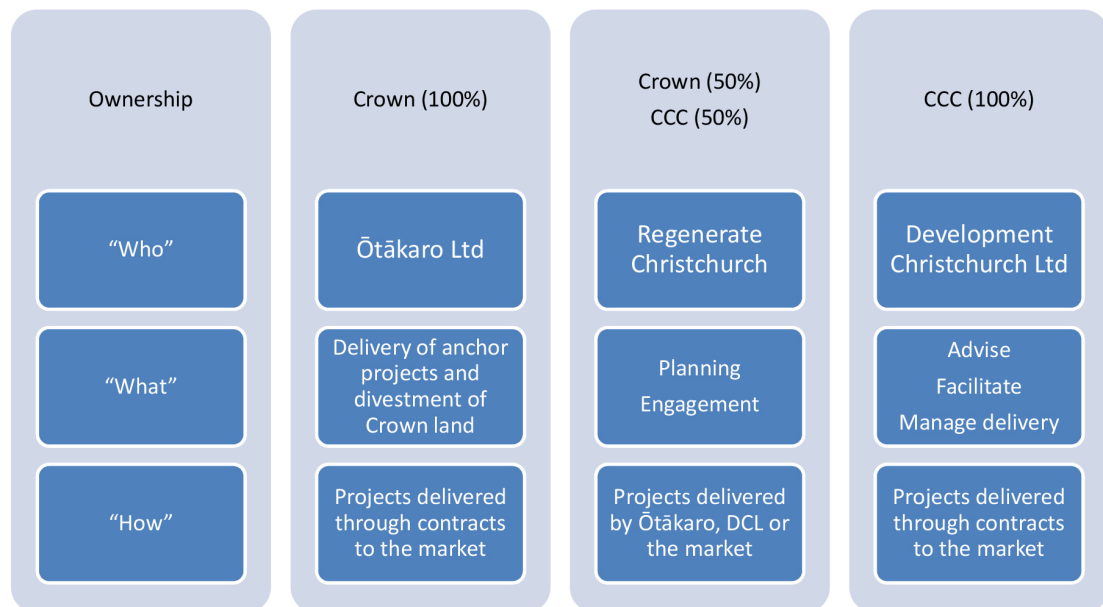 Ownership
Crown (100%)
Crown (50%)
CCC (50%)
CCC (100%)
“Who”
Ōtākaro Ltd
Regenerate
Christchurch
Development
Christchurch Ltd
“What”
Delivery of anchor
projects and
divestment of
Crown land
Planning
Engagement
Advise
Facilitate
Manage delivery
“How”
Projects delivered
through contracts
to the market
Projects delivered
by Ōtākaro, DCL or
the market
Projects delivered
through contracts
to the market